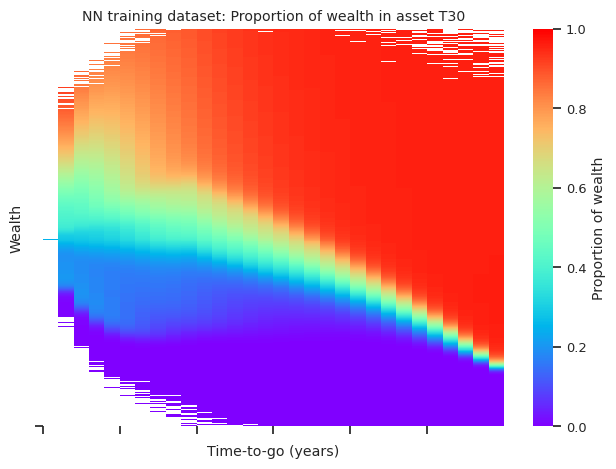 NN training dataset: Proportion of wealth in asset T30
Wealth
Time-to-go (years)
1.0
0.8
0.6
0.4
0.2
0.0
Proportion of wealth